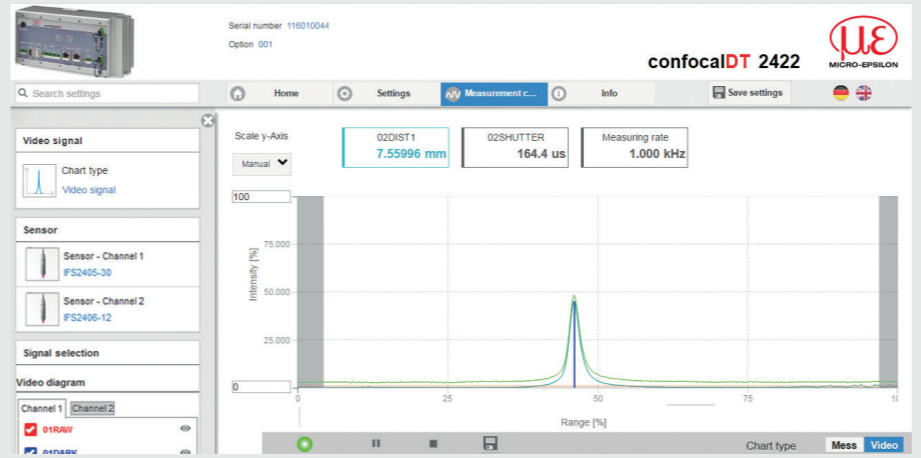 Serial number 116010044
Option 001
confocalDT 2422
με
MICRO-EPSILON
Search settings
Home
Settings
Measurement c...
Info
Save settings
Video signal
Chart type
Video signal
Sensor
Sensor - Channel 1
IFS2405-30
Sensor - Channel 2
IFS2406-12
Signal selection
Video diagram
Channel 1
Channel 2
01RAW
01DARK
Scale y-Axis
Manual
02DIST1
7.55996 mm
02SHUTTER
164.4 us
Measuring rate
1.000 kHz
100
75.000
50.000
25.000
0
Intensity [%]
0
25
50
75
Range [%]
Chart type
Mess
Video